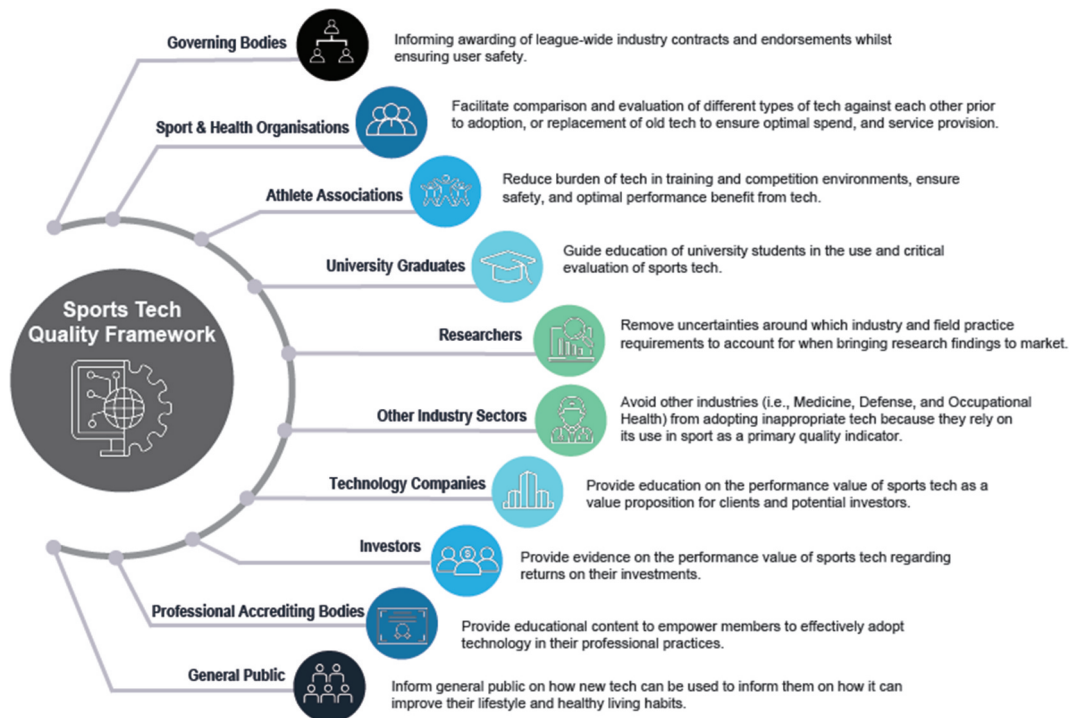 Governing Bodies
Informing awarding of league-wide industry contracts and endorsements whilst
ensuring user safety.
Sport & Health Organisations
Facilitate comparison and evaluation of different types of tech against each other prior
to adoption, or replacement of old tech to ensure optimal spend, and service provision.
Athlete Associations
Reduce burden of tech in training and competition environments, ensure
safety, and optimal performance benefit from tech.
University Graduates
Guide education of university students in the use and critical
evaluation of sports tech.
Sports Tech
Quality Framework
Researchers
Remove uncertainties around which industry and field practice
requirements to account for when bringing research findings to market.
Other Industry Sectors
Avoid other industries (i.e., Medicine, Defense, and Occupational
Health) from adopting inappropriate tech because they rely on
its use in sport as a primary quality indicator.
Technology Companies
Provide education on the performance value of sports tech as a
value proposition for clients and potential investors.
Investors
$
Provide evidence on the performance value of sports tech regarding
returns on their investments.
Professional Accrediting Bodies
Provide educational content to empower members to effectively adopt
technology in their professional practices.
General Public
Inform general public on how new tech can be used to inform them on how it can
improve their lifestyle and healthy living habits.